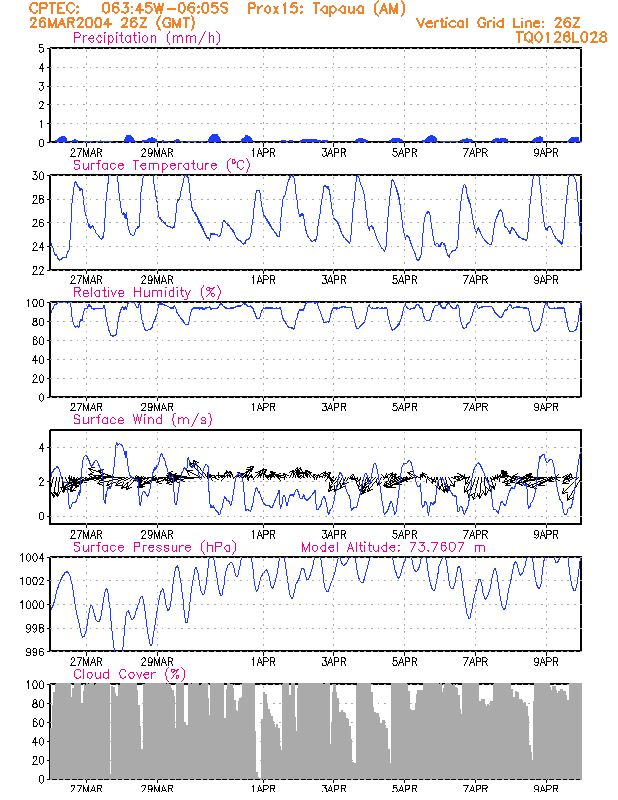 CPTEC: 063:45W-06:05S Prox15: Tapaua (AM)
26MAR2004 26Z (GMT) Vertical Grid Line: 26Z
Precipitation (mm/h) TQ0126L028
5
4
3
2
1
0
27MAR 29MAR 1APR 3APR 5APR 7APR 9APR
Surface Temperature (°C)
30
28
26
24
22
27MAR 29MAR 1APR 3APR 5APR 7APR 9APR
Relative Humidity (%)
100
80
60
40
20
0
27MAR 29MAR 1APR 3APR 5APR 7APR 9APR
Surface Wind (m/s)
4
2
0
27MAR 29MAR 1APR 3APR 5APR 7APR 9APR
Surface Pressure (hPa) Model Altitude: 73.7607 m
1004
1002
1000
998
996
27MAR 29MAR 1APR 3APR 5APR 7APR 9APR
Cloud Cover (%)
100
80
60
40
20
0
27MAR 29MAR 1APR 3APR 5APR 7APR 9APR